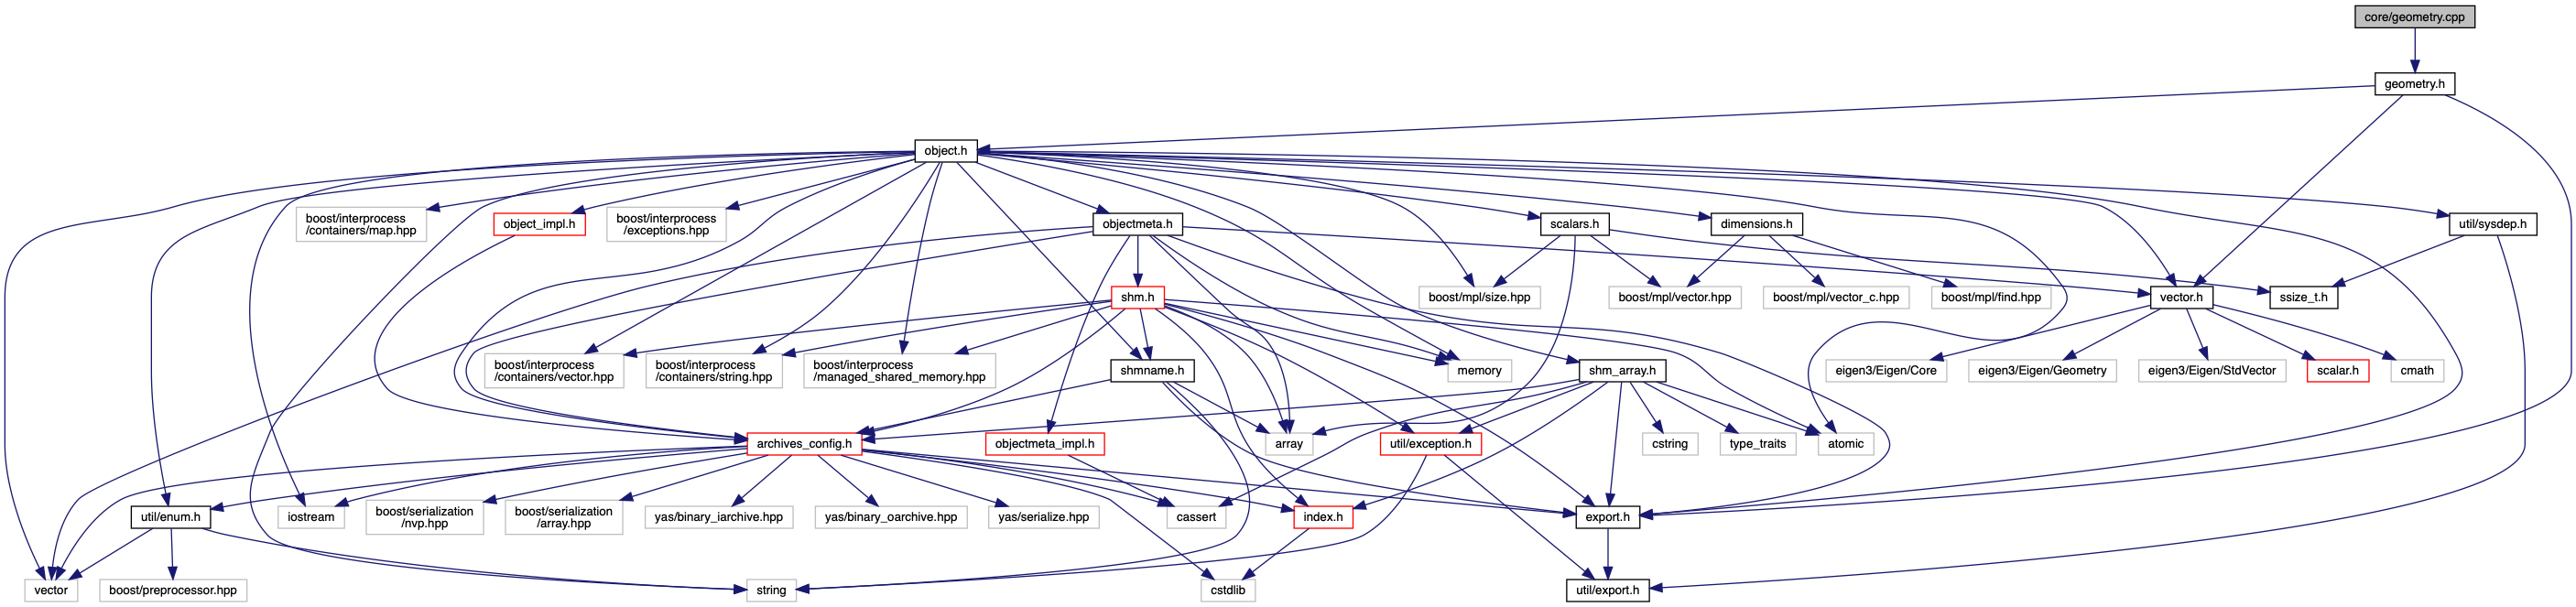 core/geometry.cpp
geometry.h
object.h
boost/interprocess
/containers/map.hpp
object_impl.h
boost/interprocess
/exceptions.hpp
objectmeta.h
scalars.h
dimensions.h
util/sysdep.h
shm.h
boost/mpl/size.hpp
boost/mpl/vector.hpp
boost/mpl/vector_c.hpp
boost/mpl/find.hpp
vector.h
ssize_t.h
boost/interprocess
/containers/vector.hpp
boost/interprocess
/containers/string.hpp
boost/interprocess
/managed_shared_memory.hpp
shmname.h
memory
shm_array.h
eigen3/Eigen/Core
eigen3/Eigen/Geometry
eigen3/Eigen/StdVector
scalar.h
cmath
archives_config.h
objectmeta_impl.h
array
util/exception.h
cstring
type_traits
atomic
util/enum.h
iostream
boost/serialization
/nvp.hpp
boost/serialization
/array.hpp
yas/binary_iarchive.hpp
yas/binary_oarchive.hpp
yas/serialize.hpp
cassert
index.h
export.h
vector
boost/preprocessor.hpp
string
cstdlib
util/export.h